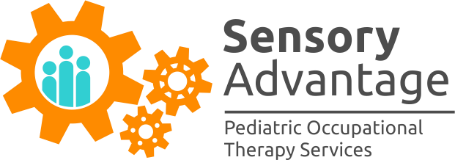 Sensory
Advantage
Pediatric Occupational
Therapy Services